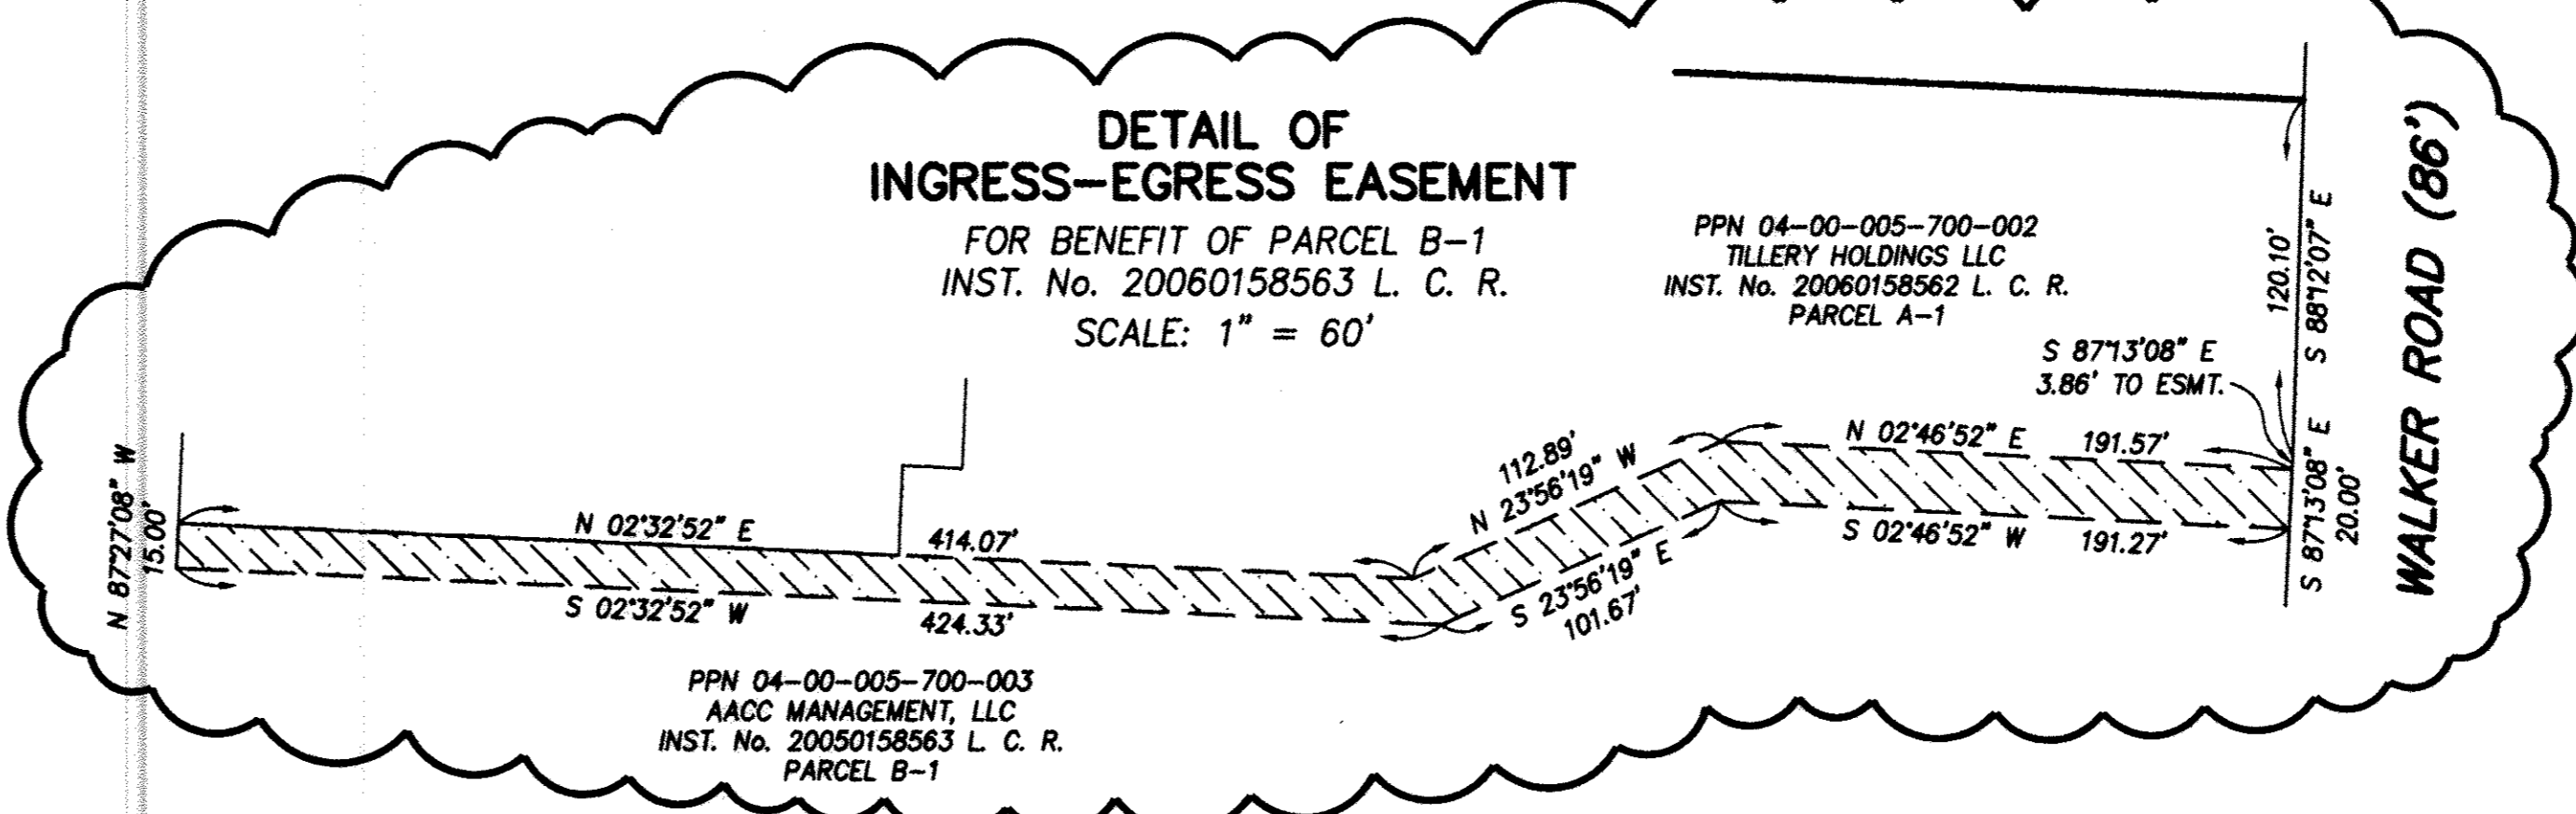 DETAIL OF
INGRESS-EGRESS EASEMENT
FOR BENEFIT OF PARCEL B-1
INST. No. 20060158563 L. C. R.
SCALE: 1" = 60'
PPN 04-00-005-700-002
TILLERY HOLDINGS LLC
INST. No. 20060158562 L. C. R.
PARCEL A-1
S 87°13'08" E
3.86' TO ESMT.
120.10'
S 88°12'07" E
WALKER ROAD (86')
S 87°13'08" E
20.00'
N 02°46'52" E 191.57'
S 02°46'52" W 191.27'
112.89'
N 23°56'19" W
S 23°56'19" E
101.67'
N 02°32'52" E 414.07'
S 02°32'52" W 424.33'
N 87°27'08" W
15.00'
PPN 04-00-005-700-003
AACC MANAGEMENT, LLC
INST. No. 20050158563 L. C. R.
PARCEL B-1